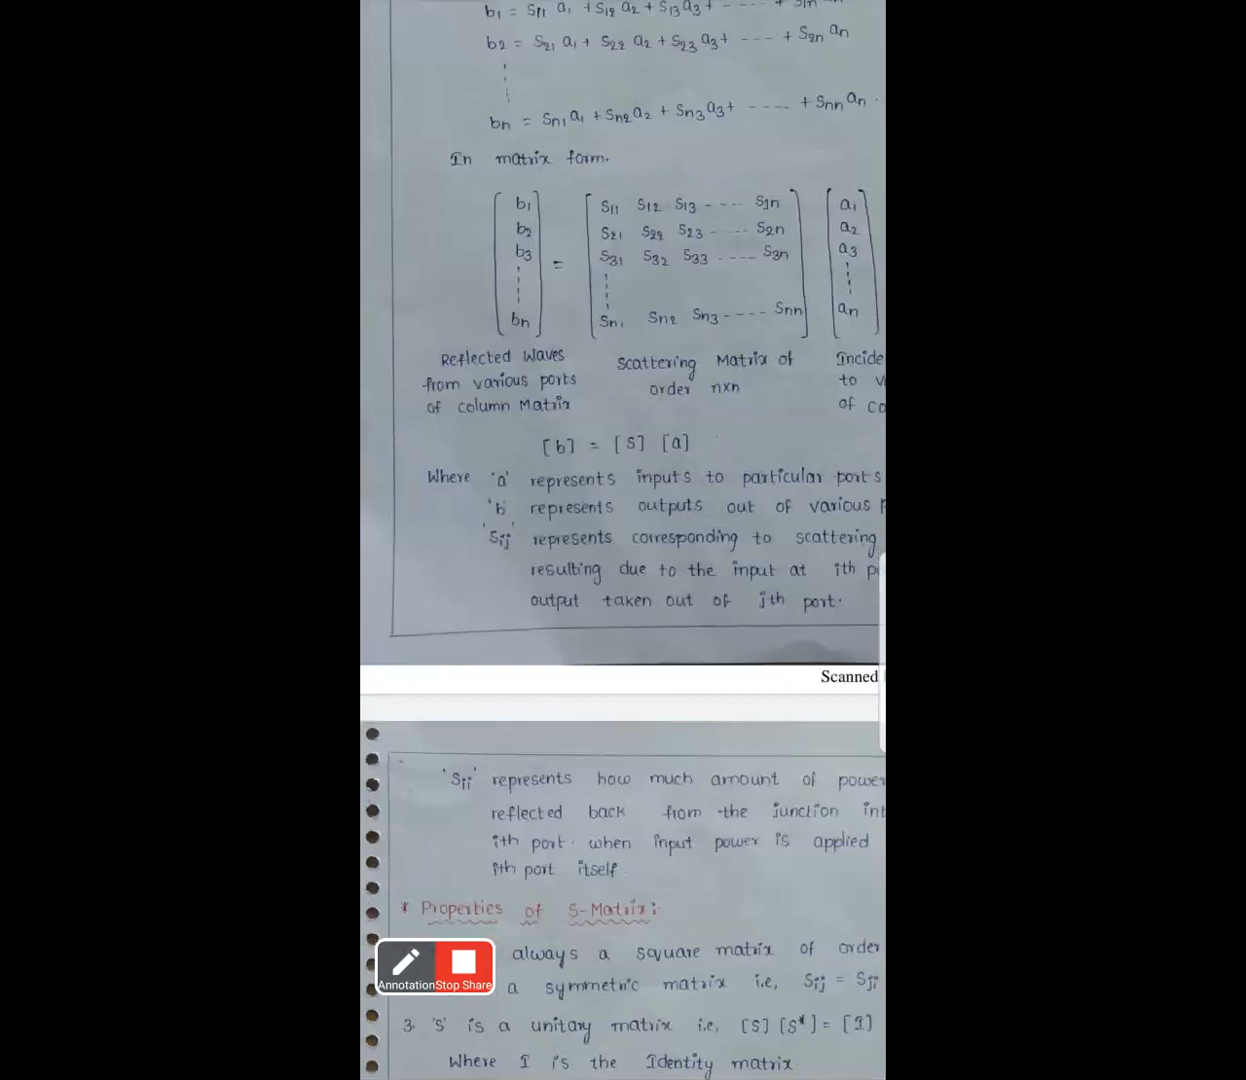 b1 = S11 a1 + S12 a2 + S13 a3 + ---- + S1n an
b2 = S21 a1 + S22 a2 + S23 a3 + ---- + S2n an
bn = Sn1 a1 + Sn2 a2 + Sn3 a3 + ---- + Snn an.
In matrix form.
b1 S11 S12 S13 ---- S1n a1
b2 S21 S22 S23 ---- S2n a2
b3 = S31 S32 S33 ---- S3n a3
bn Sn1 Sn2 Sn3 ---- Snn an
Reflected Waves Scattering Matrix of Incide
from various ports order nxn to v
of column Matrix of co
[b] = [S] [a]
Where 'a' represents inputs to particular ports
'b' represents outputs out of various p
'Sij' represents corresponding to scattering
resulting due to the input at ith p
output taken out of jth port.
Scanned
'Sii' represents how much amount of power
reflected back from the junction int
ith port. when input power is applied
ith port itself
* Properties of S-Matrix:
always a square matrix of order
a symmetric matrix i.e, Sij = Sji
Annotation Stop Share
3. 'S' is a unitary matrix i.e, [S] [S*] = [I]
Where I is the Identity matrix.